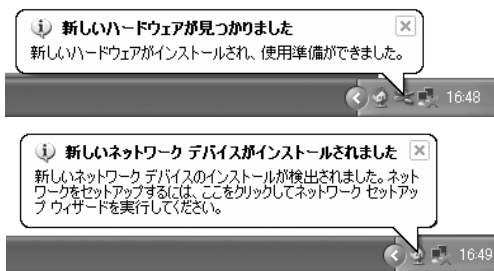 新しいハードウェアが見つかりました
新しいハードウェアがインストールされ、使用準備ができました。
16:48
新しいネットワーク デバイスがインストールされました
新しいネットワーク デバイスのインストールが検出されました。ネット
ワークをセットアップするには、ここをクリックしてネットワーク セットアッ
プ ウィザードを実行してください。
16:49